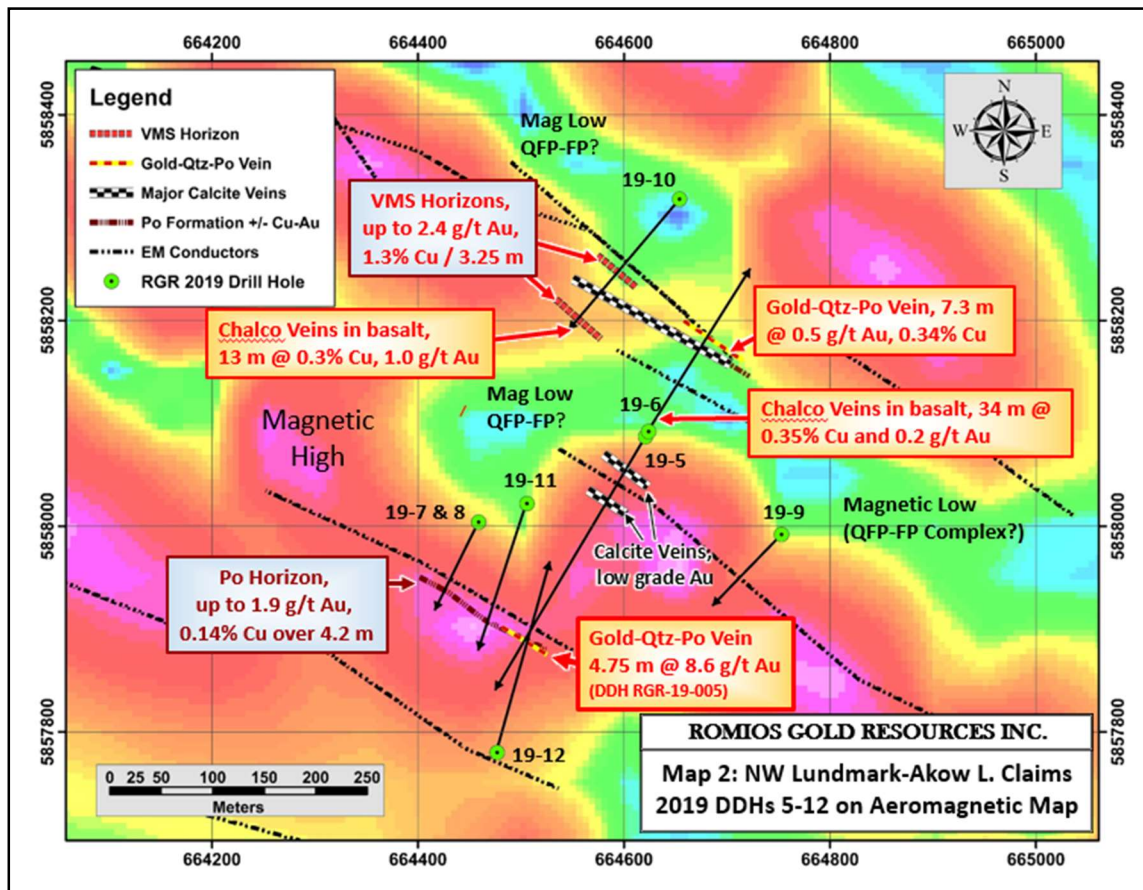 664200 664400 664600 664800 665000
5858400
5858200
5858000
5857800
Legend
VMS Horizon
Gold-Qtz-Po Vein
Major Calcite Veins
Po Formation +/- Cu-Au
EM Conductors
RGR 2019 Drill Hole
Mag Low
QFP-FP?
N
W E
S
5858400
19-10
VMS Horizons,
up to 2.4 g/t Au,
1.3% Cu / 3.25 m
Chalco Veins in basalt,
13 m @ 0.3% Cu, 1.0 g/t Au
Gold-Qtz-Po Vein, 7.3 m
@ 0.5 g/t Au, 0.34% Cu
5858200
Mag Low
QFP-FP?
19-6
Chalco Veins in basalt, 34 m @
0.35% Cu and 0.2 g/t Au
Magnetic
High
19-5
19-11
19-7 & 8
19-9
Magnetic Low
(QFP-FP Complex?)
5858000
Calcite Veins,
low grade Au
Po Horizon,
up to 1.9 g/t Au,
0.14% Cu over 4.2 m
Gold-Qtz-Po Vein
4.75 m @ 8.6 g/t Au
(DDH RGR-19-005)
19-12
5857800
0 25 50 100 150 200 250
Meters
ROMIOS GOLD RESOURCES INC.
Map 2: NW Lundmark-Akow L. Claims
2019 DDHs 5-12 on Aeromagnetic Map
664200 664400 664600 664800 665000